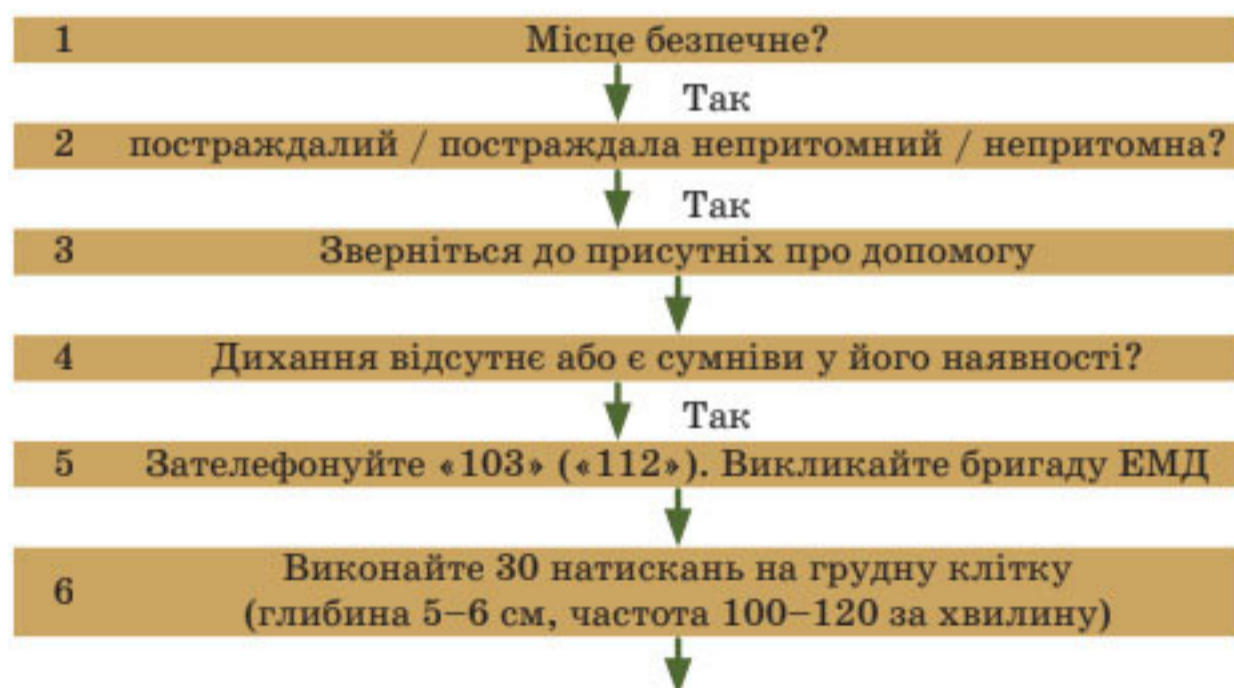 1 Місце безпечне?
Так
2 постраждалий / постраждала непритомний / непритомна?
Так
3 Зверніться до присутніх про допомогу
4 Дихання відсутнє або є сумніви у його наявності?
Так
5 Зателефонуйте «103» («112»). Викликайте бригаду ЕМД
6 Виконайте 30 натискань на грудну клітку
(глибина 5–6 см, частота 100–120 за хвилину)